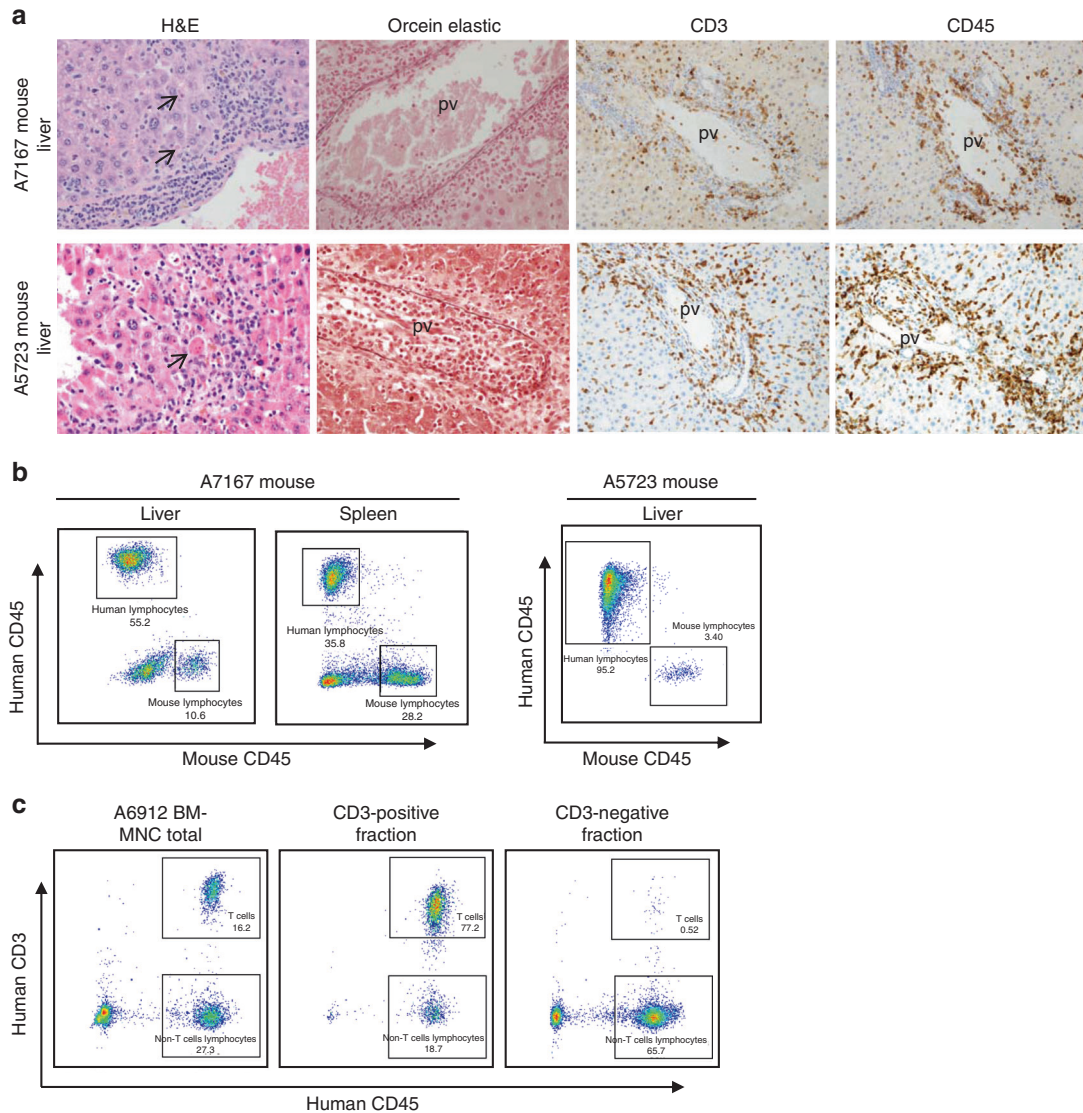 a
H&E
Orcein elastic
CD3
CD45
A7167 mouse
liver
pv
pv
pv
A5723 mouse
liver
pv
pv
pv
b
A7167 mouse
A5723 mouse
Liver
Spleen
Liver
Human CD45
Human lymphocytes
55.2
Mouse lymphocytes
10.6
Human lymphocytes
35.8
Mouse lymphocytes
28.2
Mouse CD45
Human CD45
Mouse lymphocytes
3.40
Human lymphocytes
95.2
Mouse CD45
c
A6912 BM-
MNC total
CD3-positive
fraction
CD3-negative
fraction
Human CD3
T cells
16.2
Non-T cells lymphocytes
27.3
T cells
77.2
Non-T cells lymphocytes
18.7
T cells
0.52
Non-T cells lymphocytes
65.7
Human CD45